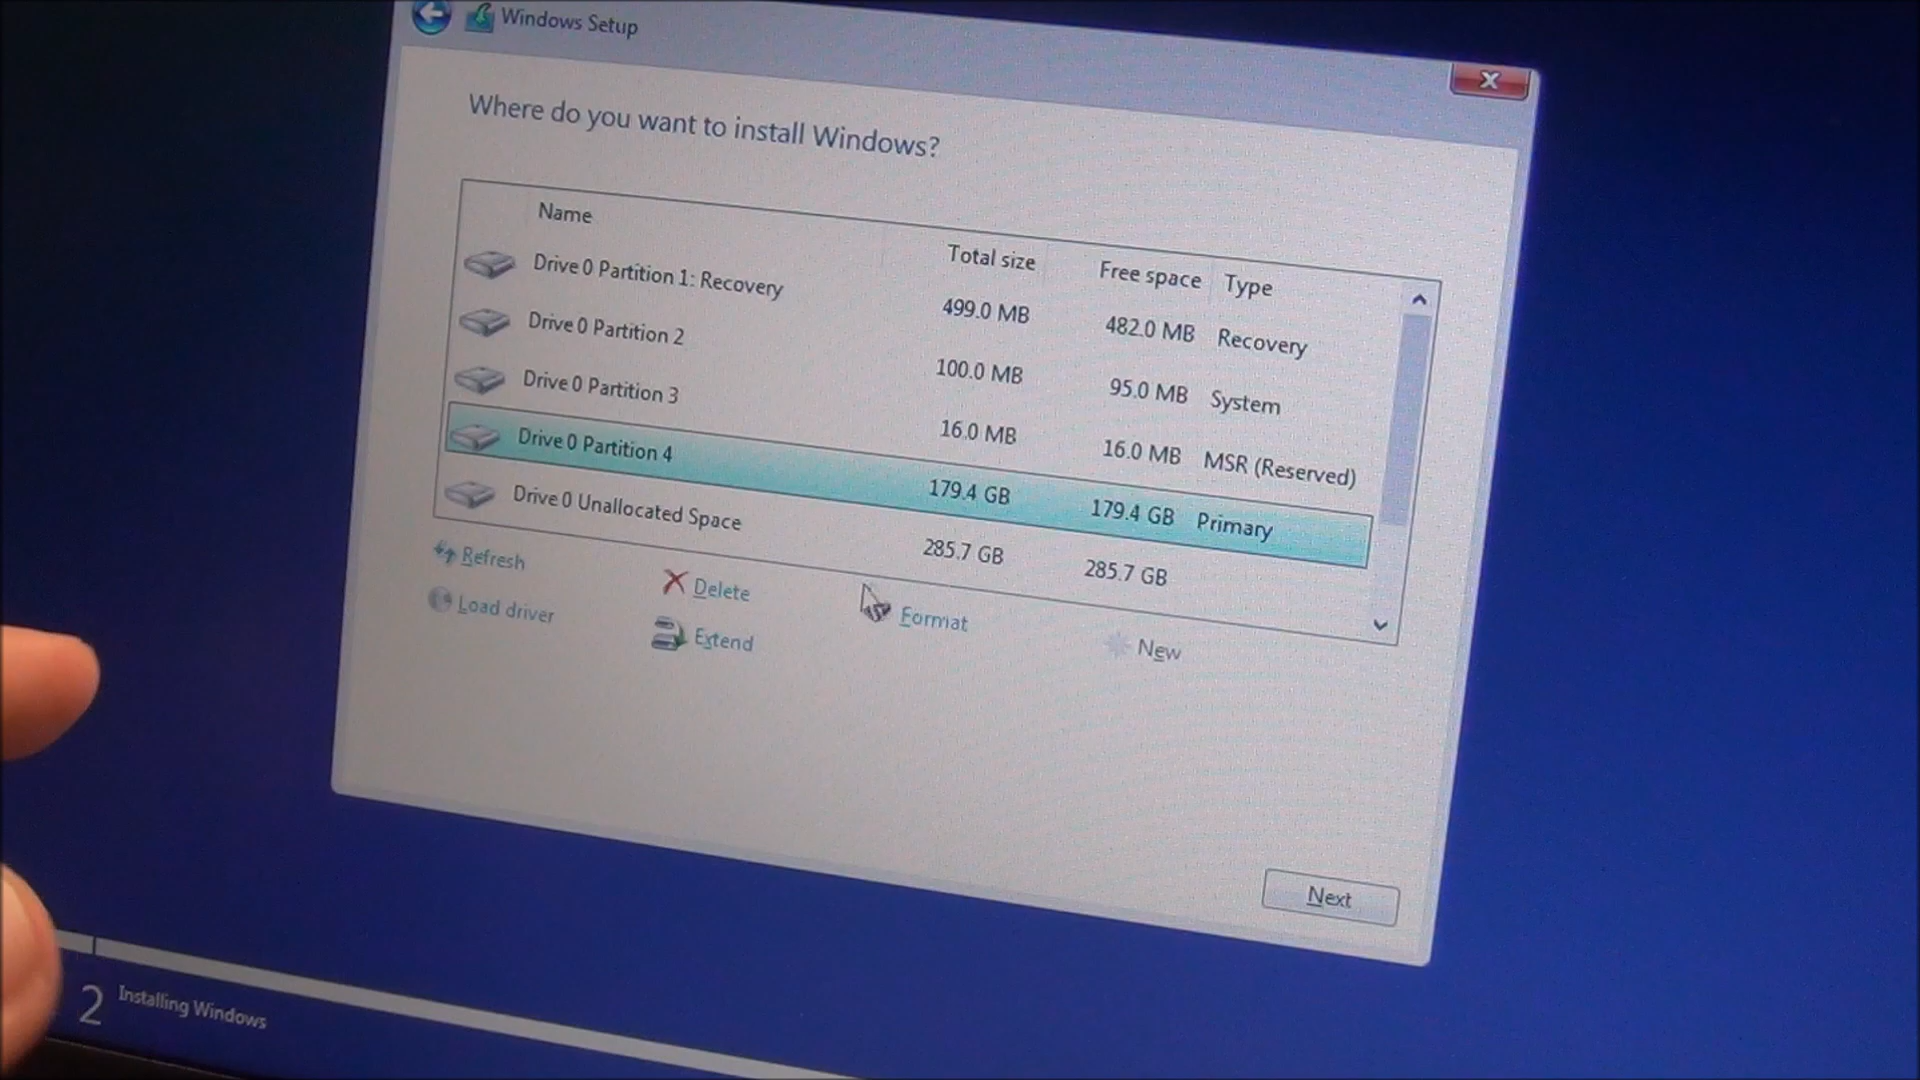 Windows Setup
Where do you want to install Windows?
Name Total size Free space Type
Drive 0 Partition 1: Recovery 499.0 MB 482.0 MB Recovery
Drive 0 Partition 2 100.0 MB 95.0 MB System
Drive 0 Partition 3 16.0 MB 16.0 MB MSR (Reserved)
Drive 0 Partition 4 179.4 GB 179.4 GB Primary
Drive 0 Unallocated Space 285.7 GB 285.7 GB
Refresh Delete Format New
Load driver Extend
Next
2 Installing Windows